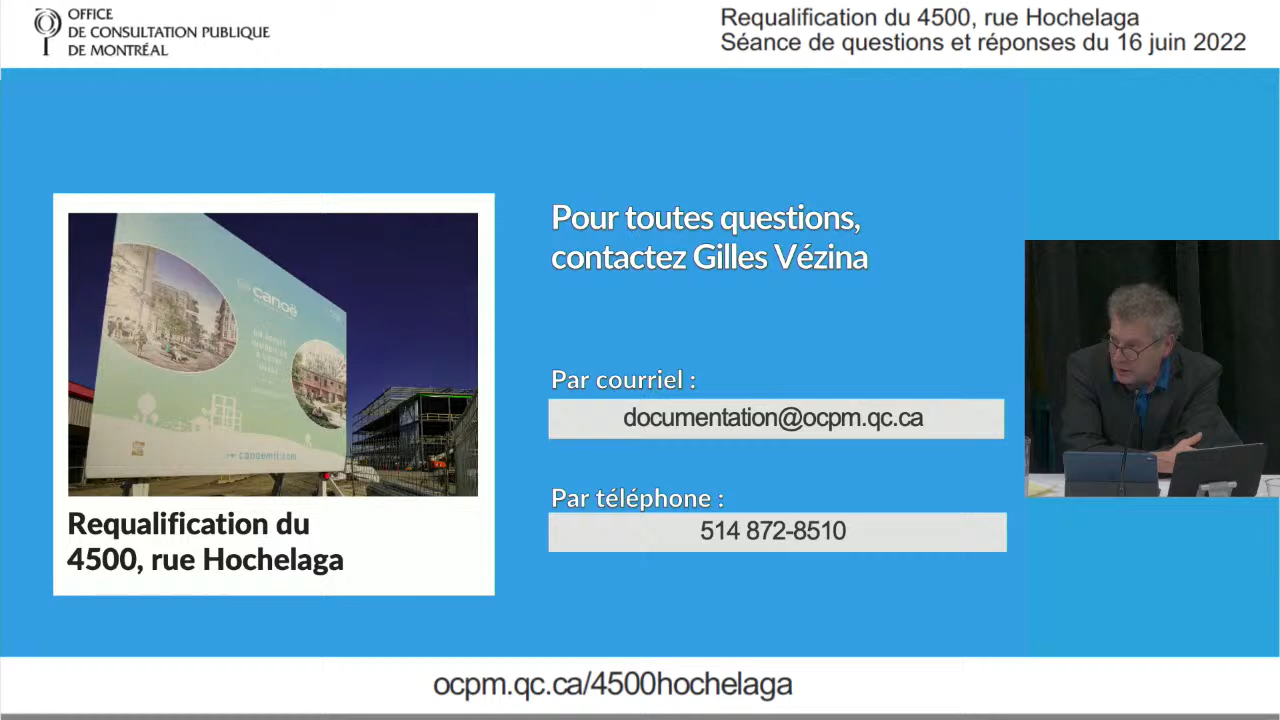 OFFICE
DE CONSULTATION PUBLIQUE
DE MONTRÉAL
Requalification du 4500, rue Hochelaga
Séance de questions et réponses du 16 juin 2022
Pour toutes questions,
contactez Gilles Vézina
canoë
Par courriel :
documentation@ocpm.qc.ca
Par téléphone :
514 872-8510
Requalification du
4500, rue Hochelaga
ocpm.qc.ca/4500hochelaga